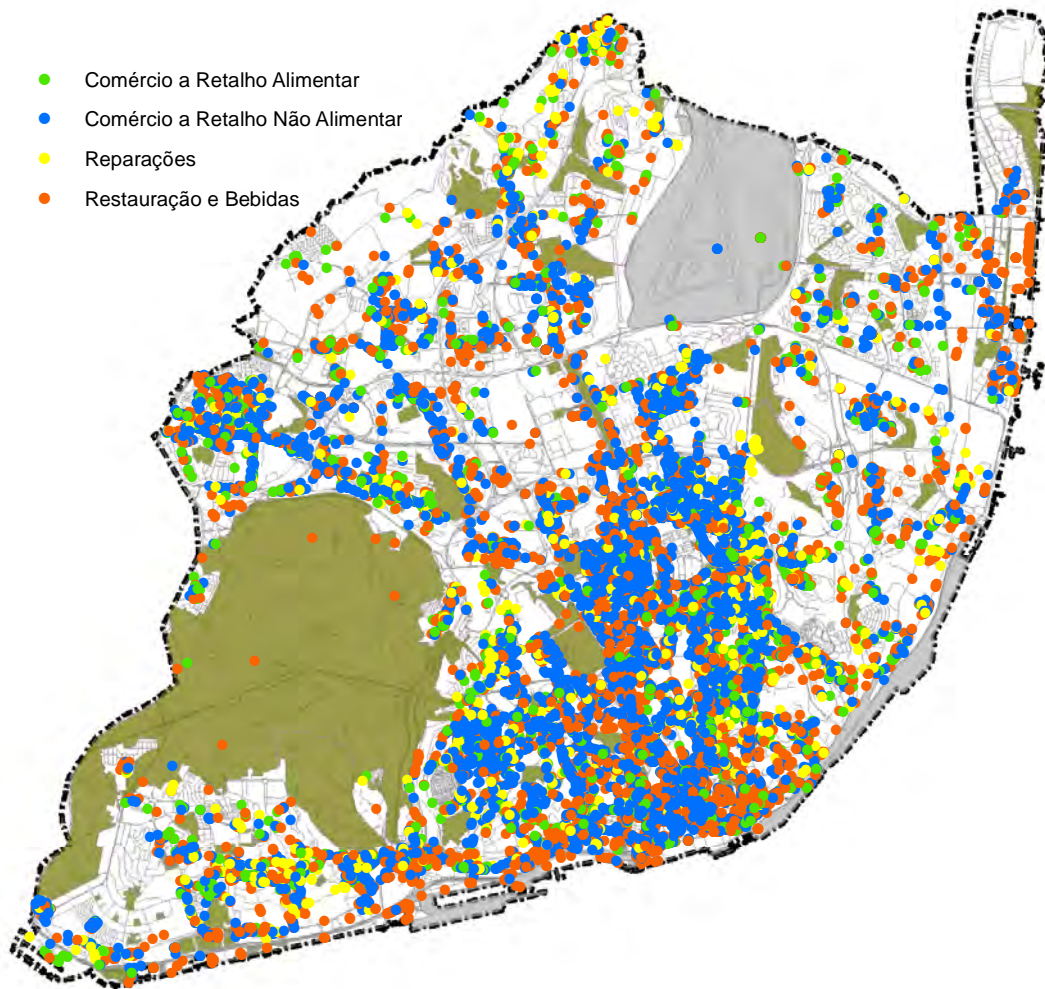 Comércio a Retalho Alimentar
Comércio a Retalho Não Alimentar
Reparações
Restauração e Bebidas